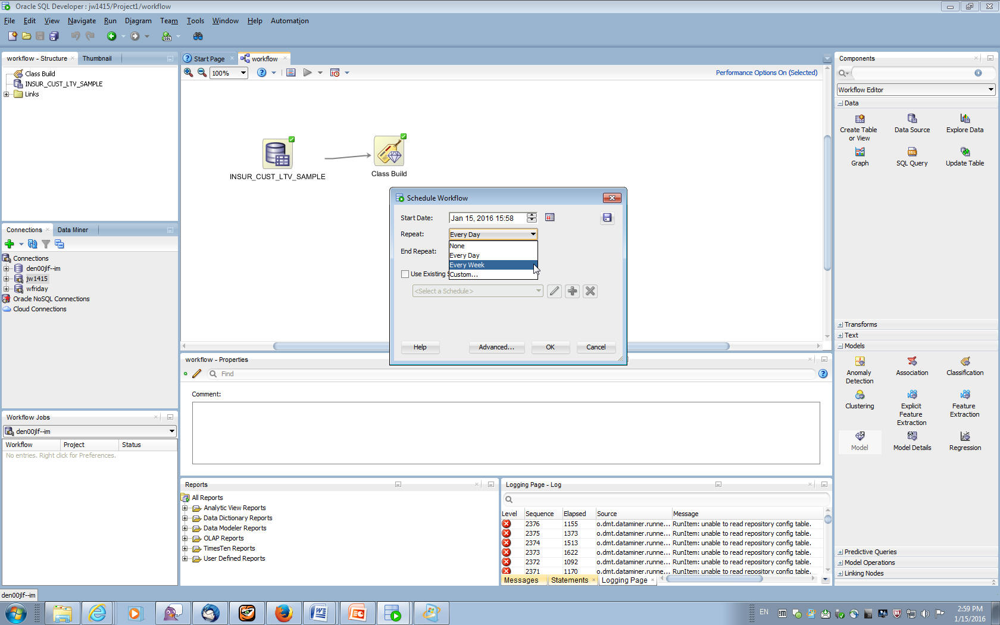 Oracle SQL Developer : jw1415/Project1/workflow
File Edit View Navigate Run Diagram Team Tools Window Help Automation
workflow - Structure Thumbnail
Class Build
INSUR_CUST_LTV_SAMPLE
Links
Start Page workflow
100%
Performance Options On (Selected)
INSUR_CUST_LTV_SAMPLE
Class Build
Schedule Workflow
Start Date: Jan 15, 2016 15:58
Repeat: Every Day
None
End Repeat:
Every Day
Every Week
Use Existing S
Custom...
<Select a Schedule>
Help Advanced... OK Cancel
Connections Data Miner
Connections
den00jlf--im
jw1415
wfriday
Oracle NoSQL Connections
Cloud Connections
Workflow Jobs
den00jlf--im
Workflow Project Status
No entries. Right click for Preferences.
workflow - Properties
Find
Comment:
Reports
All Reports
Analytic View Reports
Data Dictionary Reports
Data Modeler Reports
OLAP Reports
TimesTen Reports
User Defined Reports
Logging Page - Log
Level Sequence Elapsed Source Message
2376 1155 o.dmt.dataminer.runne... RunItem: unable to read repository config table.
2375 1373 o.dmt.dataminer.runne... RunItem: unable to read repository config table.
2374 1513 o.dmt.dataminer.runne... RunItem: unable to read repository config table.
2373 1622 o.dmt.dataminer.runne... RunItem: unable to read repository config table.
2372 1092 o.dmt.dataminer.runne... RunItem: unable to read repository config table.
2371 1170 o.dmt.dataminer.runne... RunItem: unable to read repository config table.
Messages Statements Logging Page
Components
Workflow Editor
Data
Create Table or View
Data Source
Explore Data
Graph
SQL Query
Update Table
Transforms
Text
Models
Anomaly Detection
Association
Classification
Clustering
Explicit Feature Extraction
Feature Extraction
Model
Model Details
Regression
Predictive Queries
Model Operations
Linking Nodes
den00jlf--im
EN
2:59 PM
1/15/2016